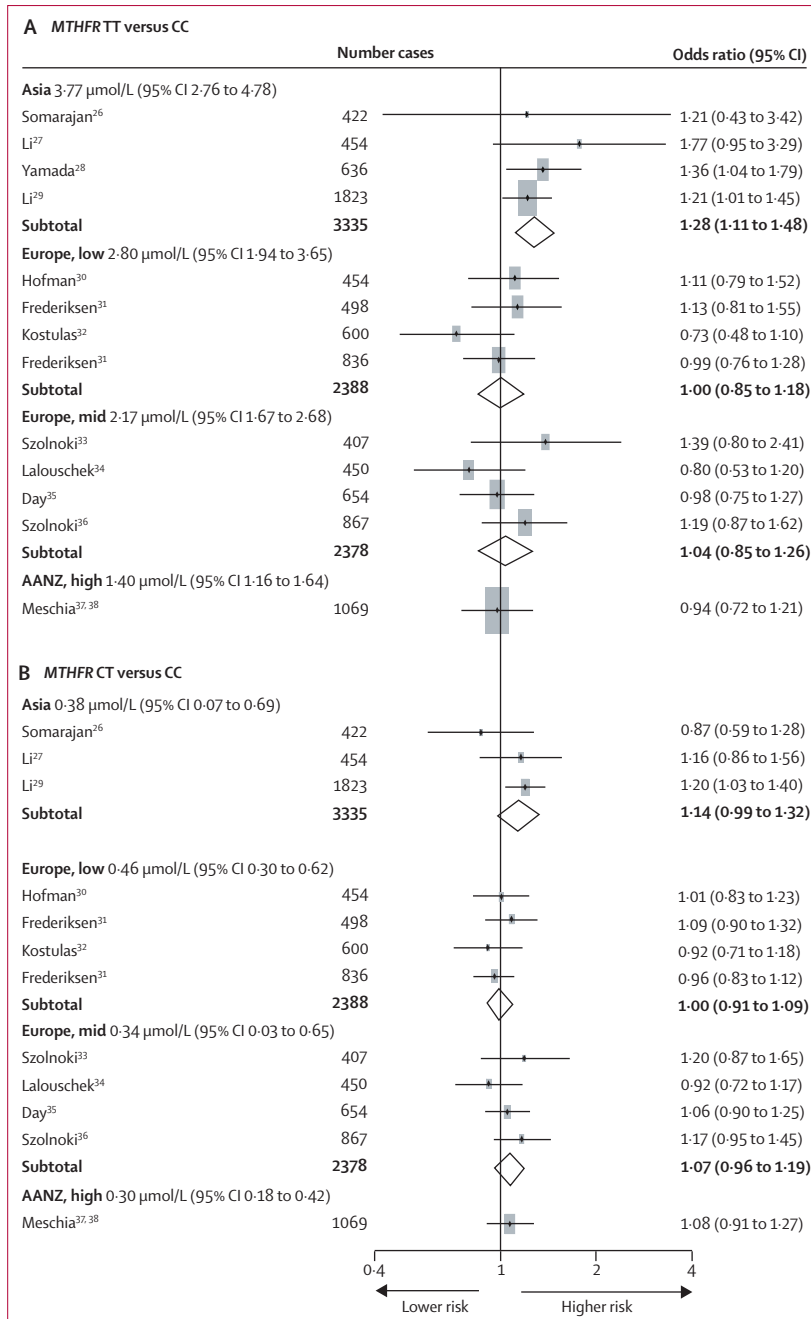 A MTHFR TT versus CC
Number cases Odds ratio (95% CI)
Asia 3·77 μmol/L (95% CI 2·76 to 4·78)
Somarajan²⁶ 422 1·21 (0·43 to 3·42)
Li²⁷ 454 1·77 (0·95 to 3·29)
Yamada²⁸ 636 1·36 (1·04 to 1·79)
Li²⁹ 1823 1·21 (1·01 to 1·45)
Subtotal 3335 1·28 (1·11 to 1·48)
Europe, low 2·80 μmol/L (95% CI 1·94 to 3·65)
Hofman³⁰ 454 1·11 (0·79 to 1·52)
Frederiksen³¹ 498 1·13 (0·81 to 1·55)
Kostulas³² 600 0·73 (0·48 to 1·10)
Frederiksen³¹ 836 0·99 (0·76 to 1·28)
Subtotal 2388 1·00 (0·85 to 1·18)
Europe, mid 2·17 μmol/L (95% CI 1·67 to 2·68)
Szolnoki³³ 407 1·39 (0·80 to 2·41)
Lalouschek³⁴ 450 0·80 (0·53 to 1·20)
Day³⁵ 654 0·98 (0·75 to 1·27)
Szolnoki³⁶ 867 1·19 (0·87 to 1·62)
Subtotal 2378 1·04 (0·85 to 1·26)
AANZ, high 1·40 μmol/L (95% CI 1·16 to 1·64)
Meschia³⁷,³⁸ 1069 0·94 (0·72 to 1·21)
B MTHFR CT versus CC
Asia 0·38 μmol/L (95% CI 0·07 to 0·69)
Somarajan²⁶ 422 0·87 (0·59 to 1·28)
Li²⁷ 454 1·16 (0·86 to 1·56)
Li²⁹ 1823 1·20 (1·03 to 1·40)
Subtotal 3335 1·14 (0·99 to 1·32)
Europe, low 0·46 μmol/L (95% CI 0·30 to 0·62)
Hofman³⁰ 454 1·01 (0·83 to 1·23)
Frederiksen³¹ 498 1·09 (0·90 to 1·32)
Kostulas³² 600 0·92 (0·71 to 1·18)
Frederiksen³¹ 836 0·96 (0·83 to 1·12)
Subtotal 2388 1·00 (0·91 to 1·09)
Europe, mid 0·34 μmol/L (95% CI 0·03 to 0·65)
Szolnoki³³ 407 1·20 (0·87 to 1·65)
Lalouschek³⁴ 450 0·92 (0·72 to 1·17)
Day³⁵ 654 1·06 (0·90 to 1·25)
Szolnoki³⁶ 867 1·17 (0·95 to 1·45)
Subtotal 2378 1·07 (0·96 to 1·19)
AANZ, high 0·30 μmol/L (95% CI 0·18 to 0·42)
Meschia³⁷,³⁸ 1069 1·08 (0·91 to 1·27)
0·4 1 2 4
Lower risk Higher risk